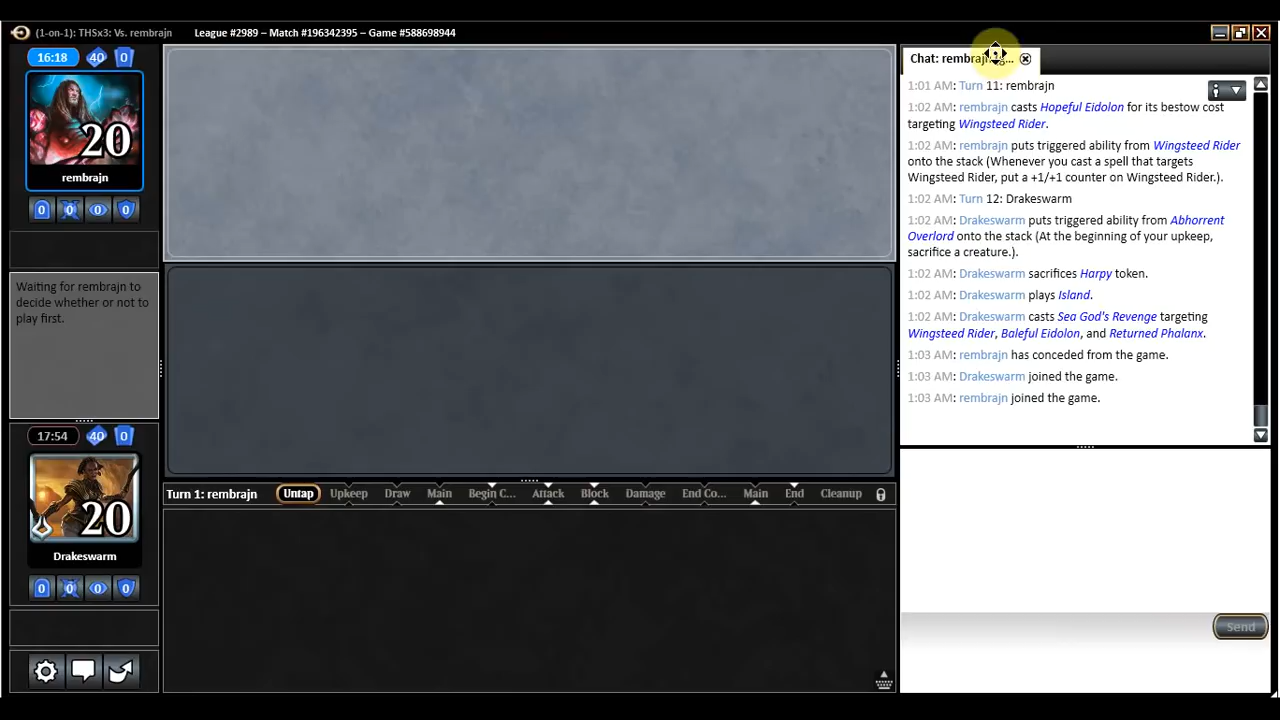 (1-on-1): THSx3: Vs. rembrajn
League #2989 – Match #196342395 – Game #588698944
16:18
40
0
20
rembrajn
0
0
0
0
Waiting for rembrajn to
decide whether or not to
play first.
17:54
40
0
20
Drakeswarm
0
0
0
0
Turn 1: rembrajn
Untap
Upkeep
Draw
Main
Begin C...
Attack
Block
Damage
End Co...
Main
End
Cleanup
1:01 AM: Turn 11: rembrajn
1:02 AM: rembrajn casts Hopeful Eidolon for its bestow cost
targeting Wingsteed Rider.
1:02 AM: rembrajn puts triggered ability from Wingsteed Rider
onto the stack (Whenever you cast a spell that targets
Wingsteed Rider, put a +1/+1 counter on Wingsteed Rider.).
1:02 AM: Turn 12: Drakeswarm
1:02 AM: Drakeswarm puts triggered ability from Abhorrent
Overlord onto the stack (At the beginning of your upkeep,
sacrifice a creature.).
1:02 AM: Drakeswarm sacrifices Harpy token.
1:02 AM: Drakeswarm plays Island.
1:02 AM: Drakeswarm casts Sea God's Revenge targeting
Wingsteed Rider, Baleful Eidolon, and Returned Phalanx.
1:03 AM: rembrajn has conceded from the game.
1:03 AM: Drakeswarm joined the game.
1:03 AM: rembrajn joined the game.
Send